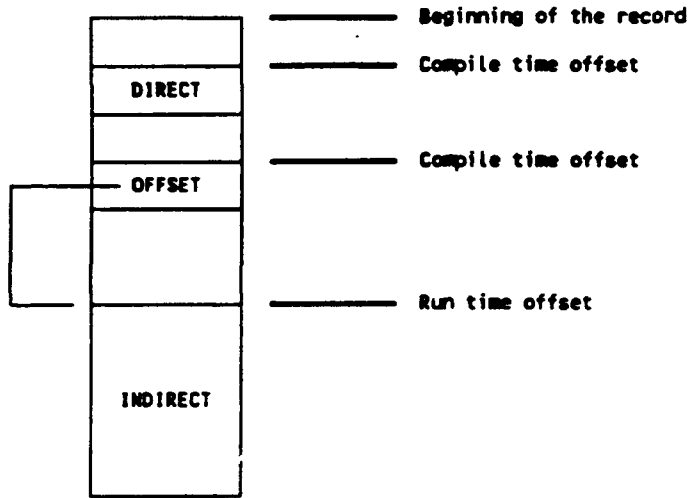 Beginning of the record
Compile time offset
DIRECT
Compile time offset
OFFSET
Run time offset
INDIRECT